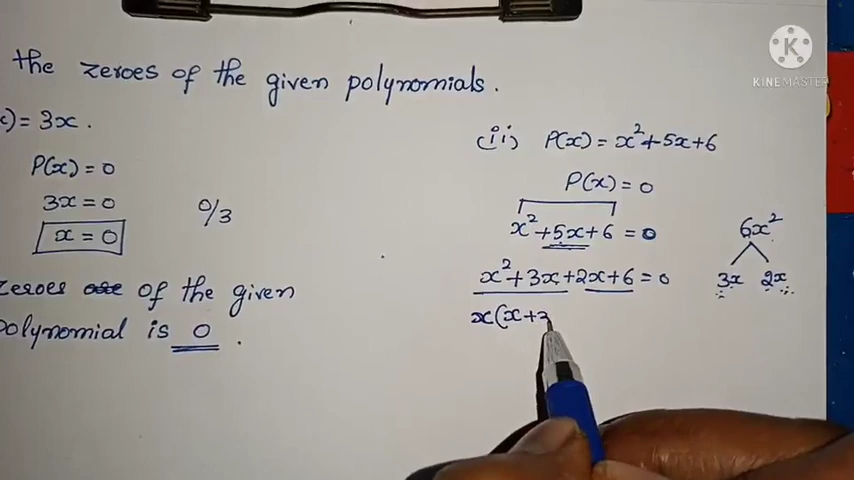 the zeroes of the given polynomials.
)= 3x.
P(x) = 0
3x = 0
0/3
x = 0
zeroes of the given
polynomial is 0.
(ii) P(x) = x²+5x+6
P(x) = 0
x²+5x+6 = 0
6x²
3x 2x
x²+3x+2x+6 = 0
x(x+3
K
KINEMASTER